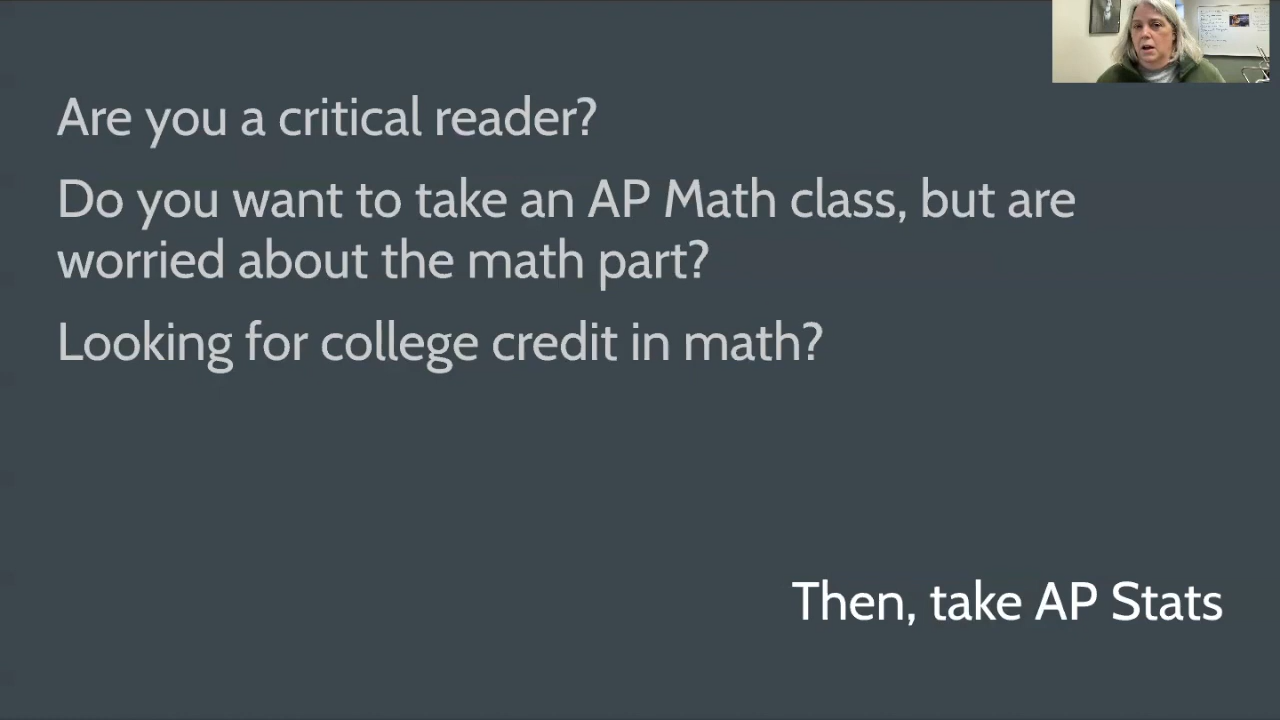 Are you a critical reader?
Do you want to take an AP Math class, but are
worried about the math part?
Looking for college credit in math?
Then, take AP Stats